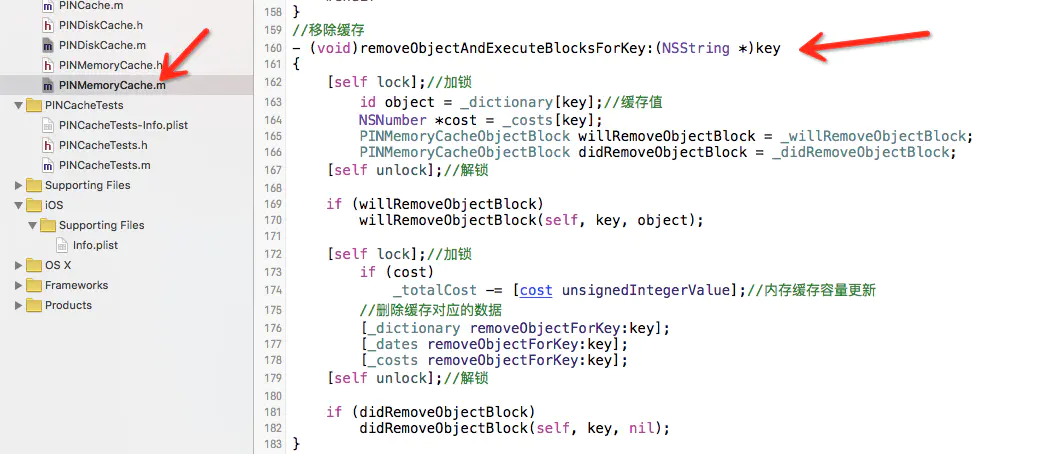 PINCache.m
PINDiskCache.h
PINDiskCache.m
PINMemoryCache.h
PINMemoryCache.m
PINCacheTests
PINCacheTests-Info.plist
PINCacheTests.h
PINCacheTests.m
Supporting Files
iOS
Supporting Files
Info.plist
OS X
Frameworks
Products
158 }
159 //移除缓存
160 - (void)removeObjectAndExecuteBlocksForKey:(NSString *)key
161 {
162 [self lock];//加锁
163 id object = _dictionary[key];//缓存值
164 NSNumber *cost = _costs[key];
165 PINMemoryCacheObjectBlock willRemoveObjectBlock = _willRemoveObjectBlock;
166 PINMemoryCacheObjectBlock didRemoveObjectBlock = _didRemoveObjectBlock;
167 [self unlock];//解锁
168
169 if (willRemoveObjectBlock)
170 willRemoveObjectBlock(self, key, object);
171
172 [self lock];//加锁
173 if (cost)
174 _totalCost -= [cost unsignedIntegerValue];//内存缓存容量更新
175 //删除缓存对应的数据
176 [_dictionary removeObjectForKey:key];
177 [_dates removeObjectForKey:key];
178 [_costs removeObjectForKey:key];
179 [self unlock];//解锁
180
181 if (didRemoveObjectBlock)
182 didRemoveObjectBlock(self, key, nil);
183 }